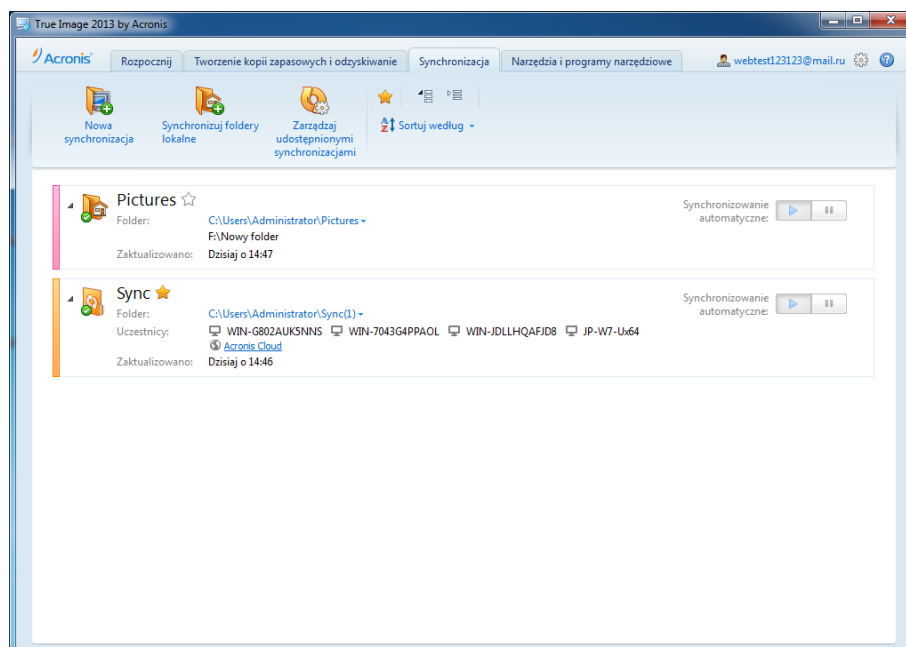 True Image 2013 by Acronis
Acronis
Rozpocznij
Tworzenie kopii zapasowych i odzyskiwanie
Synchronizacja
Narzędzia i programy narzędziowe
webtest123123@mail.ru
Nowa
synchronizacja
Synchronizuj foldery
lokalne
Zarządzaj
udostępnionymi
synchronizacjami
Sortuj według
Pictures
Folder: C:\Users\Administrator\Pictures
F:\Nowy folder
Zaktualizowano: Dzisiaj o 14:47
Synchronizowanie
automatyczne:
Sync
Folder: C:\Users\Administrator\Sync(1)
Uczestnicy: WIN-G802AUK5NNS WIN-7043G4PPAOL WIN-JDLLHQAFJD8 JP-W7-Ux64
Acronis Cloud
Zaktualizowano: Dzisiaj o 14:46
Synchronizowanie
automatyczne: